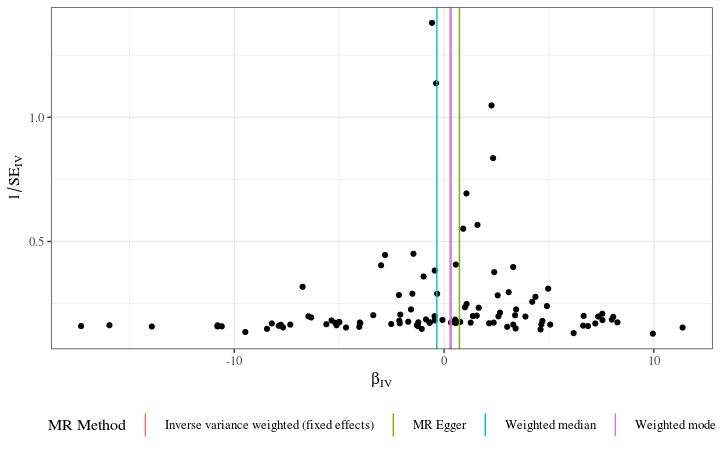 1.0
0.5
1/SE_IV
-10 0 10
β_IV
MR Method Inverse variance weighted (fixed effects) MR Egger Weighted median Weighted mode